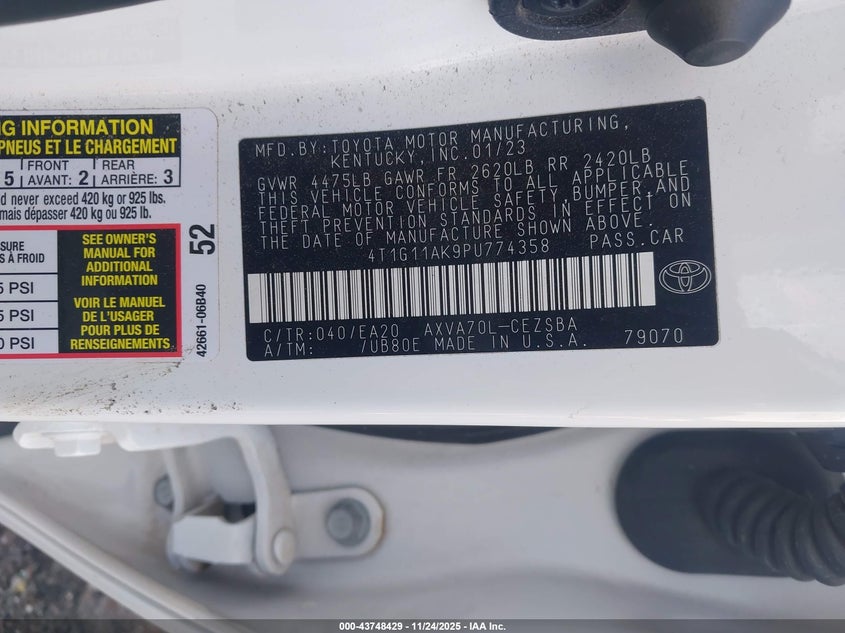 NG INFORMATION
PNEUS ET LE CHARGEMENT
5 FRONT AVANT: 2 REAR ARRIÈRE: 3
d never exceed 420 kg or 925 lbs.
mais dépasser 420 kg ou 925 lb.
SURE
S À FROID
5 PSI
5 PSI
0 PSI
SEE OWNER'S
MANUAL FOR
ADDITIONAL
INFORMATION
VOIR LE MANUEL
DE L'USAGER
POUR PLUS DE
RENSEIGNEMENTS
42661-06B40
52
MFD.BY:TOYOTA MOTOR MANUFACTURING,
KENTUCKY,INC.01/23
GVWR 4475LB GAWR FR 2620LB RR 2420LB
THIS VEHICLE CONFORMS TO ALL APPLICABLE
FEDERAL MOTOR VEHICLE SAFETY,BUMPER,AND
THEFT PREVENTION STANDARDS IN EFFECT ON
THE DATE OF MANUFACTURE SHOWN ABOVE.
4T1G11AK9PU774358 PASS.CAR
C/TR:040/EA20 AXVA70L-CEZSBA
A/TM: /UB80E MADE IN U.S.A. 79070
000-43748429 - 11/24/2025 - IAA Inc.